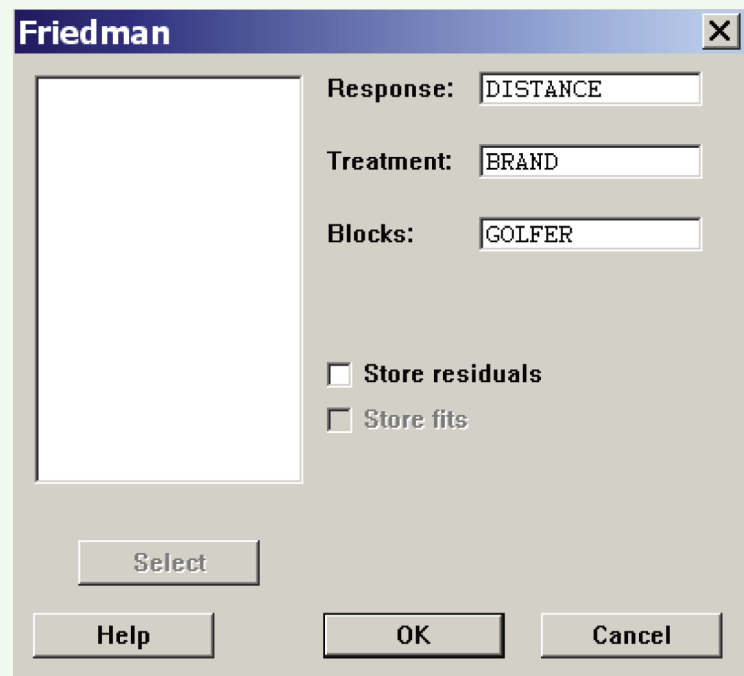 Friedman
Response: DISTANCE
Treatment: BRAND
Blocks: GOLFER
Store residuals
Store fits
Select
Help OK Cancel